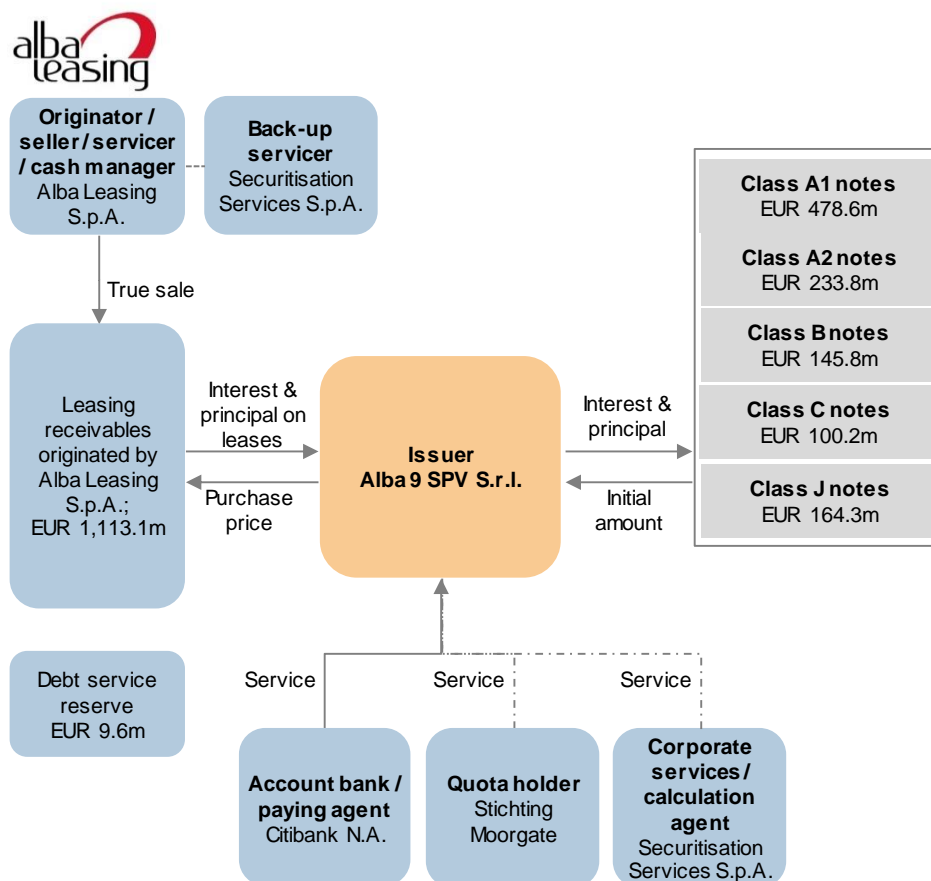 alba
leasing
Originator /
seller / servicer
/ cash manager
Alba Leasing
S.p.A.
Back-up
servicer
Securitisation
Services S.p.A.
True sale
Leasing
receivables
originated by
Alba Leasing
S.p.A.;
EUR 1,113.1m
Interest &
principal on
leases
Purchase
price
Issuer
Alba 9 SPV S.r.l.
Interest &
principal
Initial
amount
Class A1 notes
EUR 478.6m
Class A2 notes
EUR 233.8m
Class B notes
EUR 145.8m
Class C notes
EUR 100.2m
Class J notes
EUR 164.3m
Debt service
reserve
EUR 9.6m
Service
Service
Service
Account bank /
paying agent
Citibank N.A.
Quota holder
Stichting
Moorgate
Corporate
services /
calculation
agent
Securitisation
Services S.p.A.